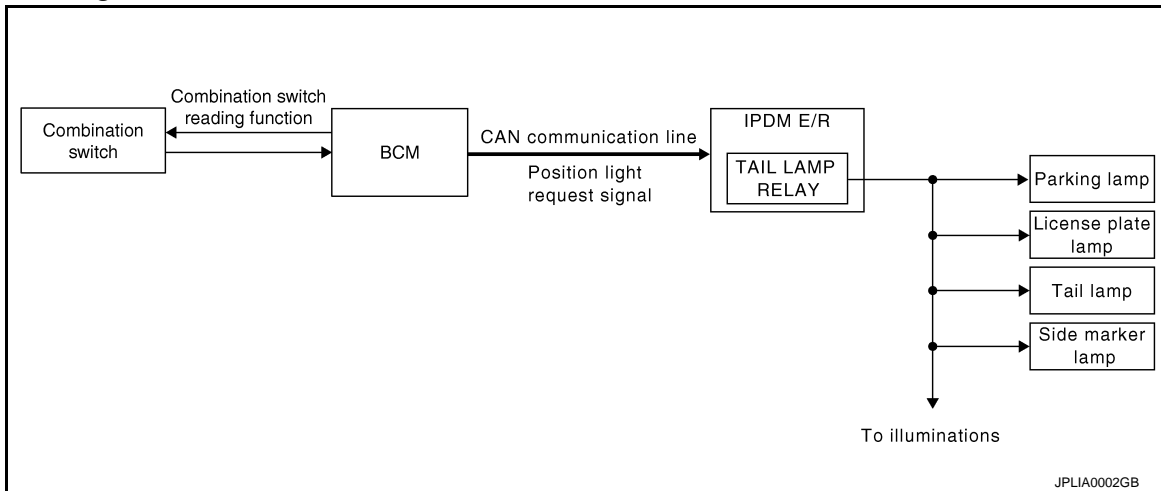 Combination switch
reading function
Combination
switch
BCM
CAN communication line
Position light
request signal
IPDM E/R
TAIL LAMP
RELAY
Parking lamp
License plate
lamp
Tail lamp
Side marker
lamp
To illuminations
JPLIA0002GB